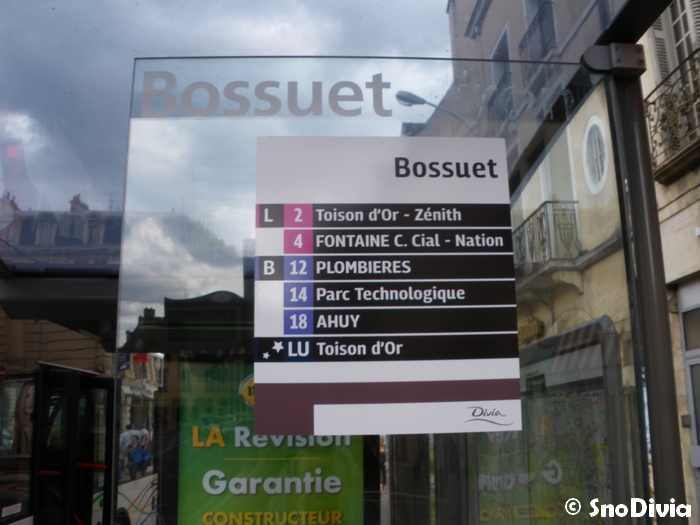 Bossuet
Bossuet
L 2 Toison d'Or - Zénith
4 FONTAINE C. Cial - Nation
B 12 PLOMBIERES
14 Parc Technologique
18 AHUY
LU Toison d'Or
Divia
LA Révision
Garantie
CONSTRUCTEUR
© SnoDivia